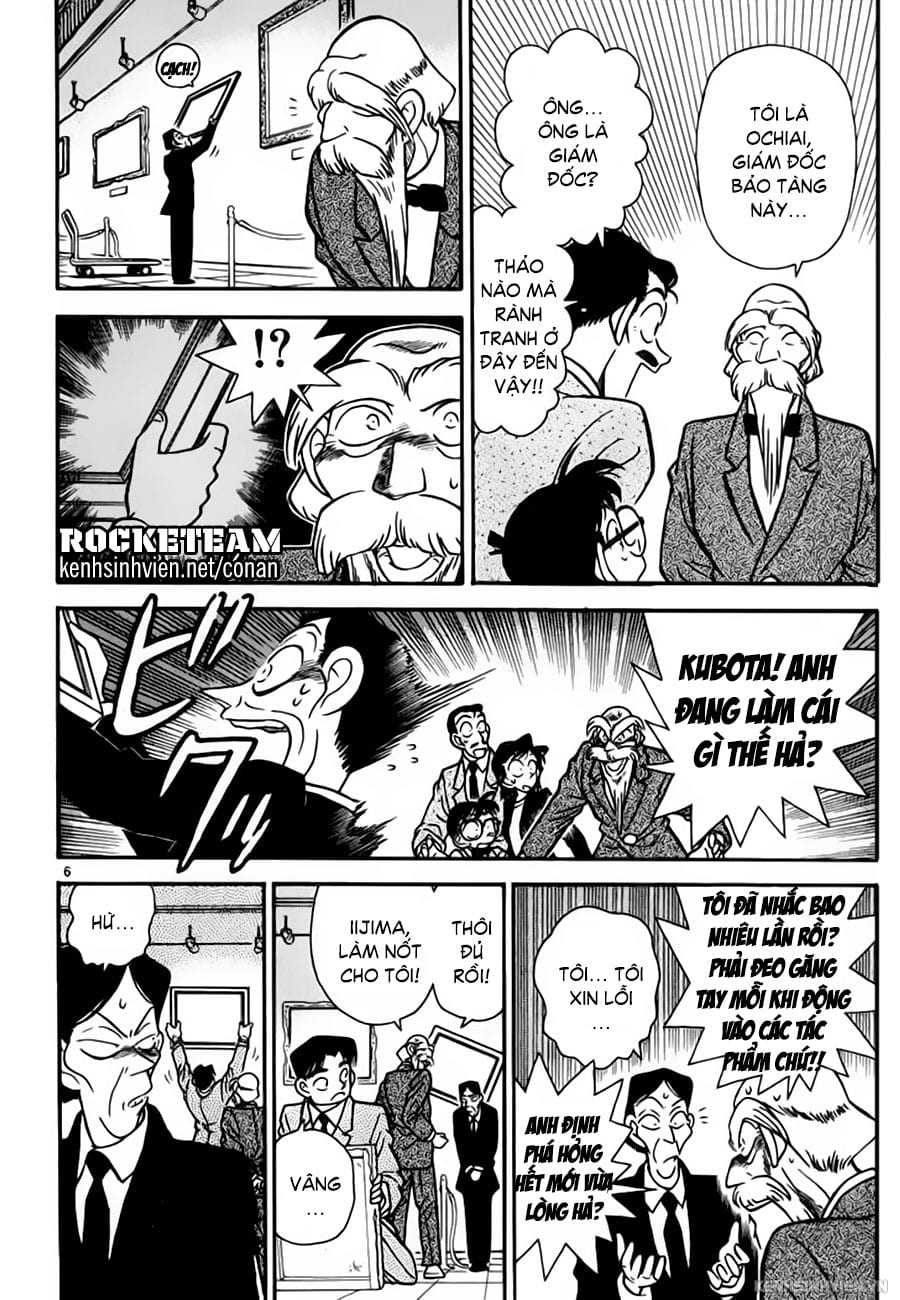 TÔI LÀ
OCHIAI,
GIÁM ĐỐC
BẢO TÀNG
NÀY...
ÔNG...
ÔNG LÀ
GIÁM
ĐỐC?
THẢO
NÀO MÀ
RÀNH
TRANH Ở
ĐÂY ĐẾN
VẬY!!
CẠCH!
!?
ROCKETEAM
kenhsinhvien.net/conan
KUBOTA! ANH
ĐANG LÀM CÁI
GÌ THẾ HẢ?
ビクッ
6
TÔI ĐÃ NHẮC BAO
NHIÊU LẦN RỒI?
PHẢI ĐEO GĂNG
TAY MỖI KHI ĐỘNG
VÀO CÁC TÁC
PHẨM CHỨ?!
TÔI... TÔI
XIN LỖI
...
ANH ĐỊNH
PHÁ HỎNG
HẾT MỚI VỪA
LÒNG HẢ?
THÔI
ĐỦ
RỒI!
IIJIMA,
LÀM NỐT
CHO TÔI!
VÂNG
...
HỪ...
KENHSINHVIEN.VN